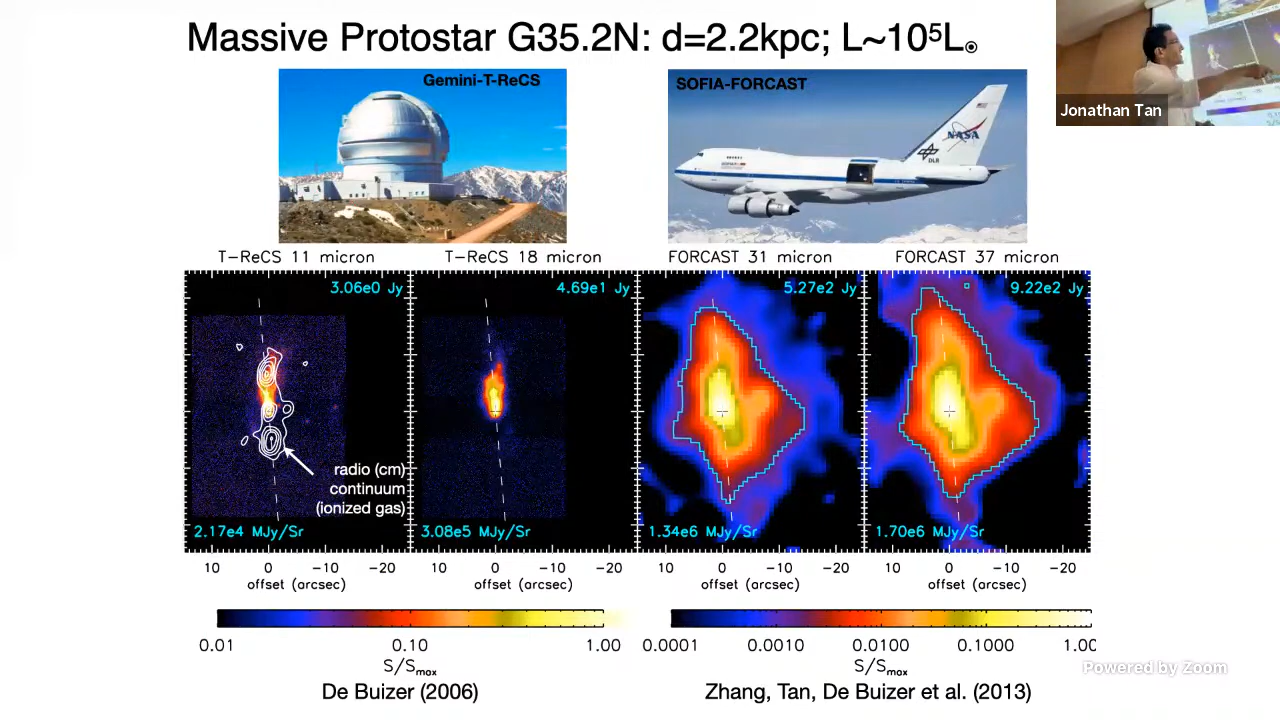 Massive Protostar G35.2N: d=2.2kpc; L~10⁵L⊙
Jonathan Tan
Gemini-T-ReCS
SOFIA-FORCAST
NASA
DLR
T-ReCS 11 micron
T-ReCS 18 micron
FORCAST 31 micron
FORCAST 37 micron
3.06e0 Jy
4.69e1 Jy
5.27e2 Jy
9.22e2 Jy
radio (cm)
continuum
(ionized gas)
2.17e4 MJy/Sr
3.08e5 MJy/Sr
1.34e6 MJy/Sr
1.70e6 MJy/Sr
10 0 -10 -20
10 0 -10 -20
10 0 -10 -20
10 0 -10 -20
offset (arcsec)
offset (arcsec)
offset (arcsec)
offset (arcsec)
0.01 0.10 1.00
0.0001 0.0010 0.0100 0.1000 1.00
S/Smax
S/Smax
Powered by Zoom
De Buizer (2006)
Zhang, Tan, De Buizer et al. (2013)